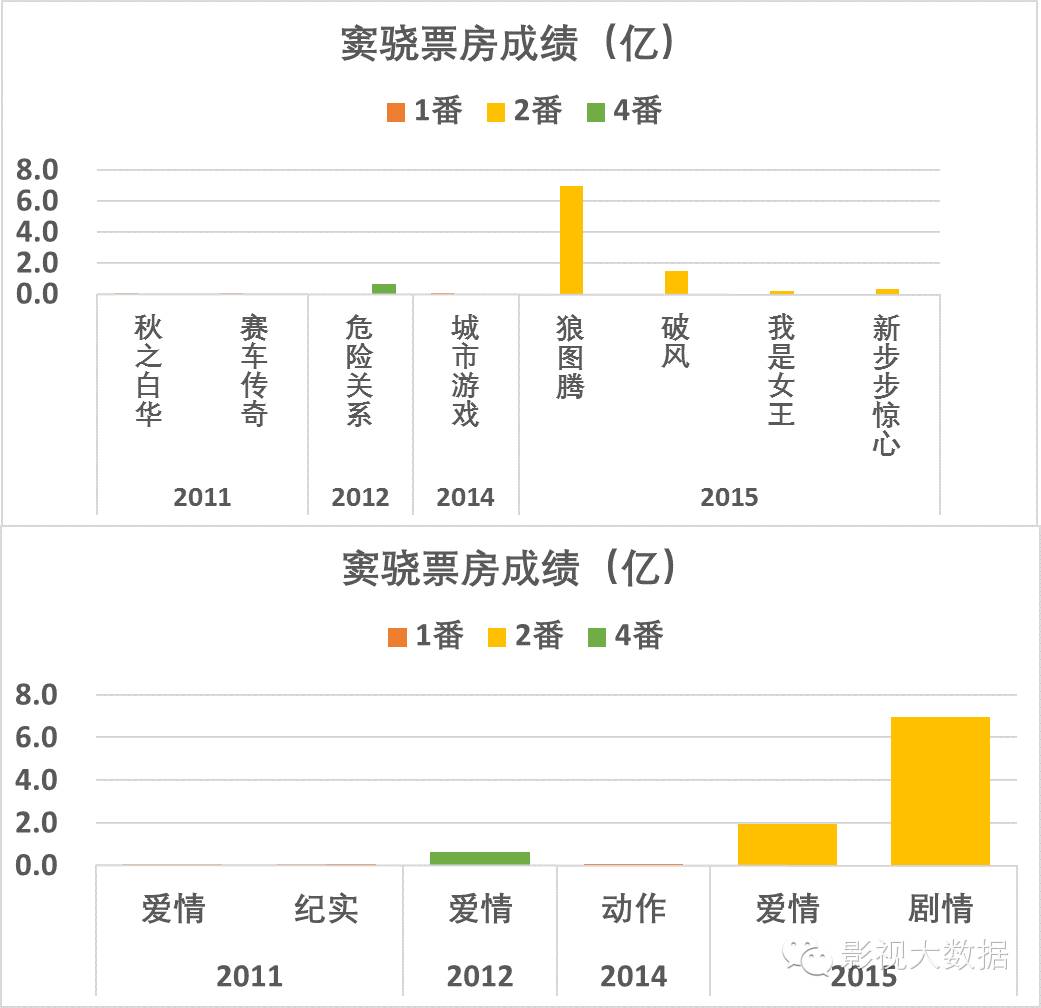 窦骁票房成绩（亿）
1番 2番 4番
8.0
6.0
4.0
2.0
0.0
秋之白华 赛车传奇 危险关系 城市游戏 狼图腾 破风 我是女王 新步步惊心
2011 2012 2014 2015
窦骁票房成绩（亿）
1番 2番 4番
8.0
6.0
4.0
2.0
0.0
爱情 纪实 爱情 动作 爱情 剧情
2011 2012 2014 2015
影视大数据